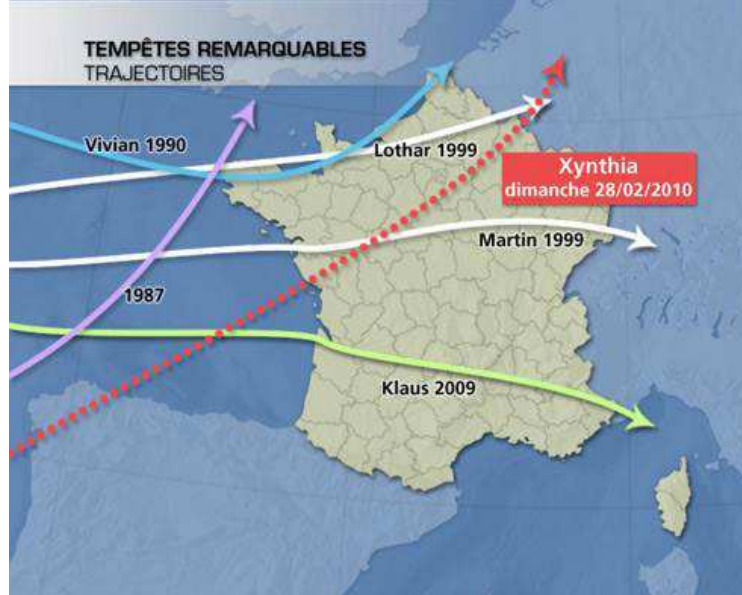 TEMPÊTES REMARQUABLES
TRAJECTOIRES
Vivian 1990
Lothar 1999
Xynthia
dimanche 28/02/2010
Martin 1999
1987
Klaus 2009